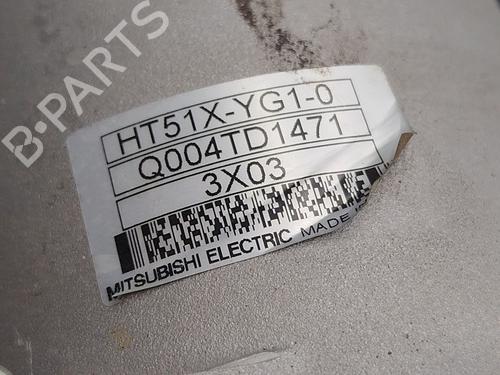 B-PARTS
HT51X-YG1-0
Q004TD1471
3X03
MITSUBISHI ELECTRIC MADE